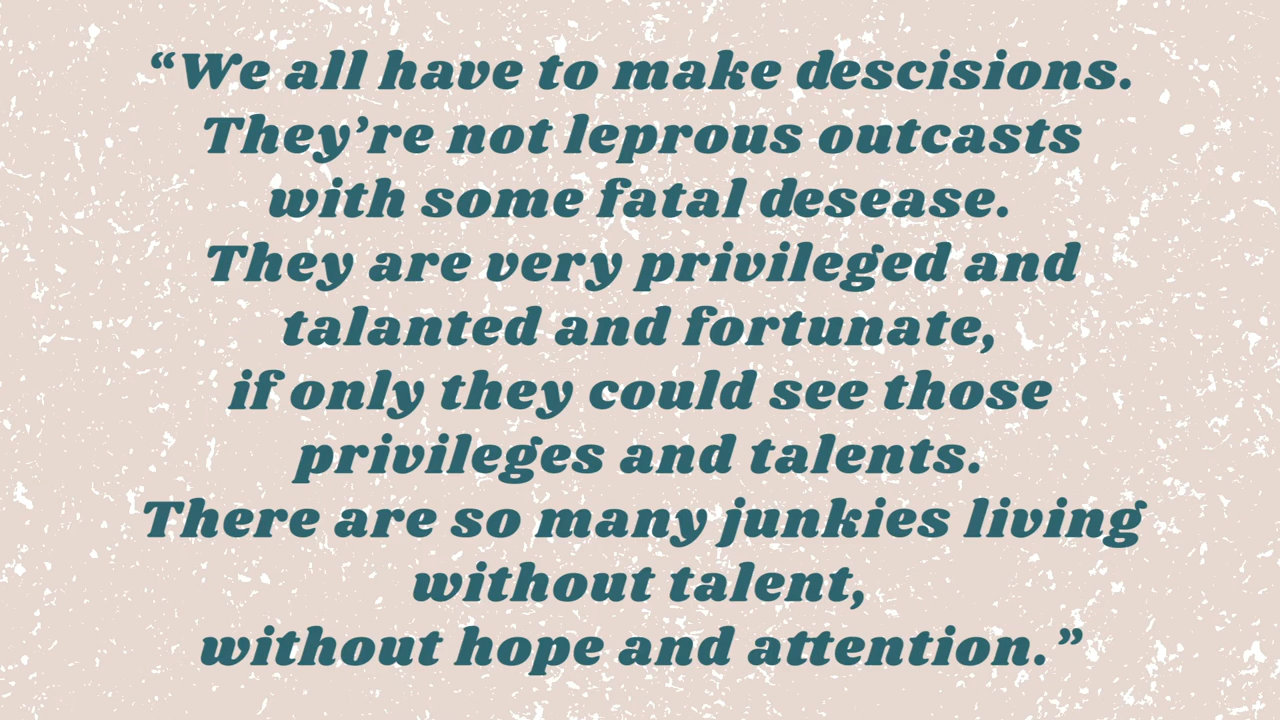 “We all have to make descisions.
They’re not leprous outcasts
with some fatal desease.
They are very privileged and
talanted and fortunate,
if only they could see those
privileges and talents.
There are so many junkies living
without talent,
without hope and attention.”